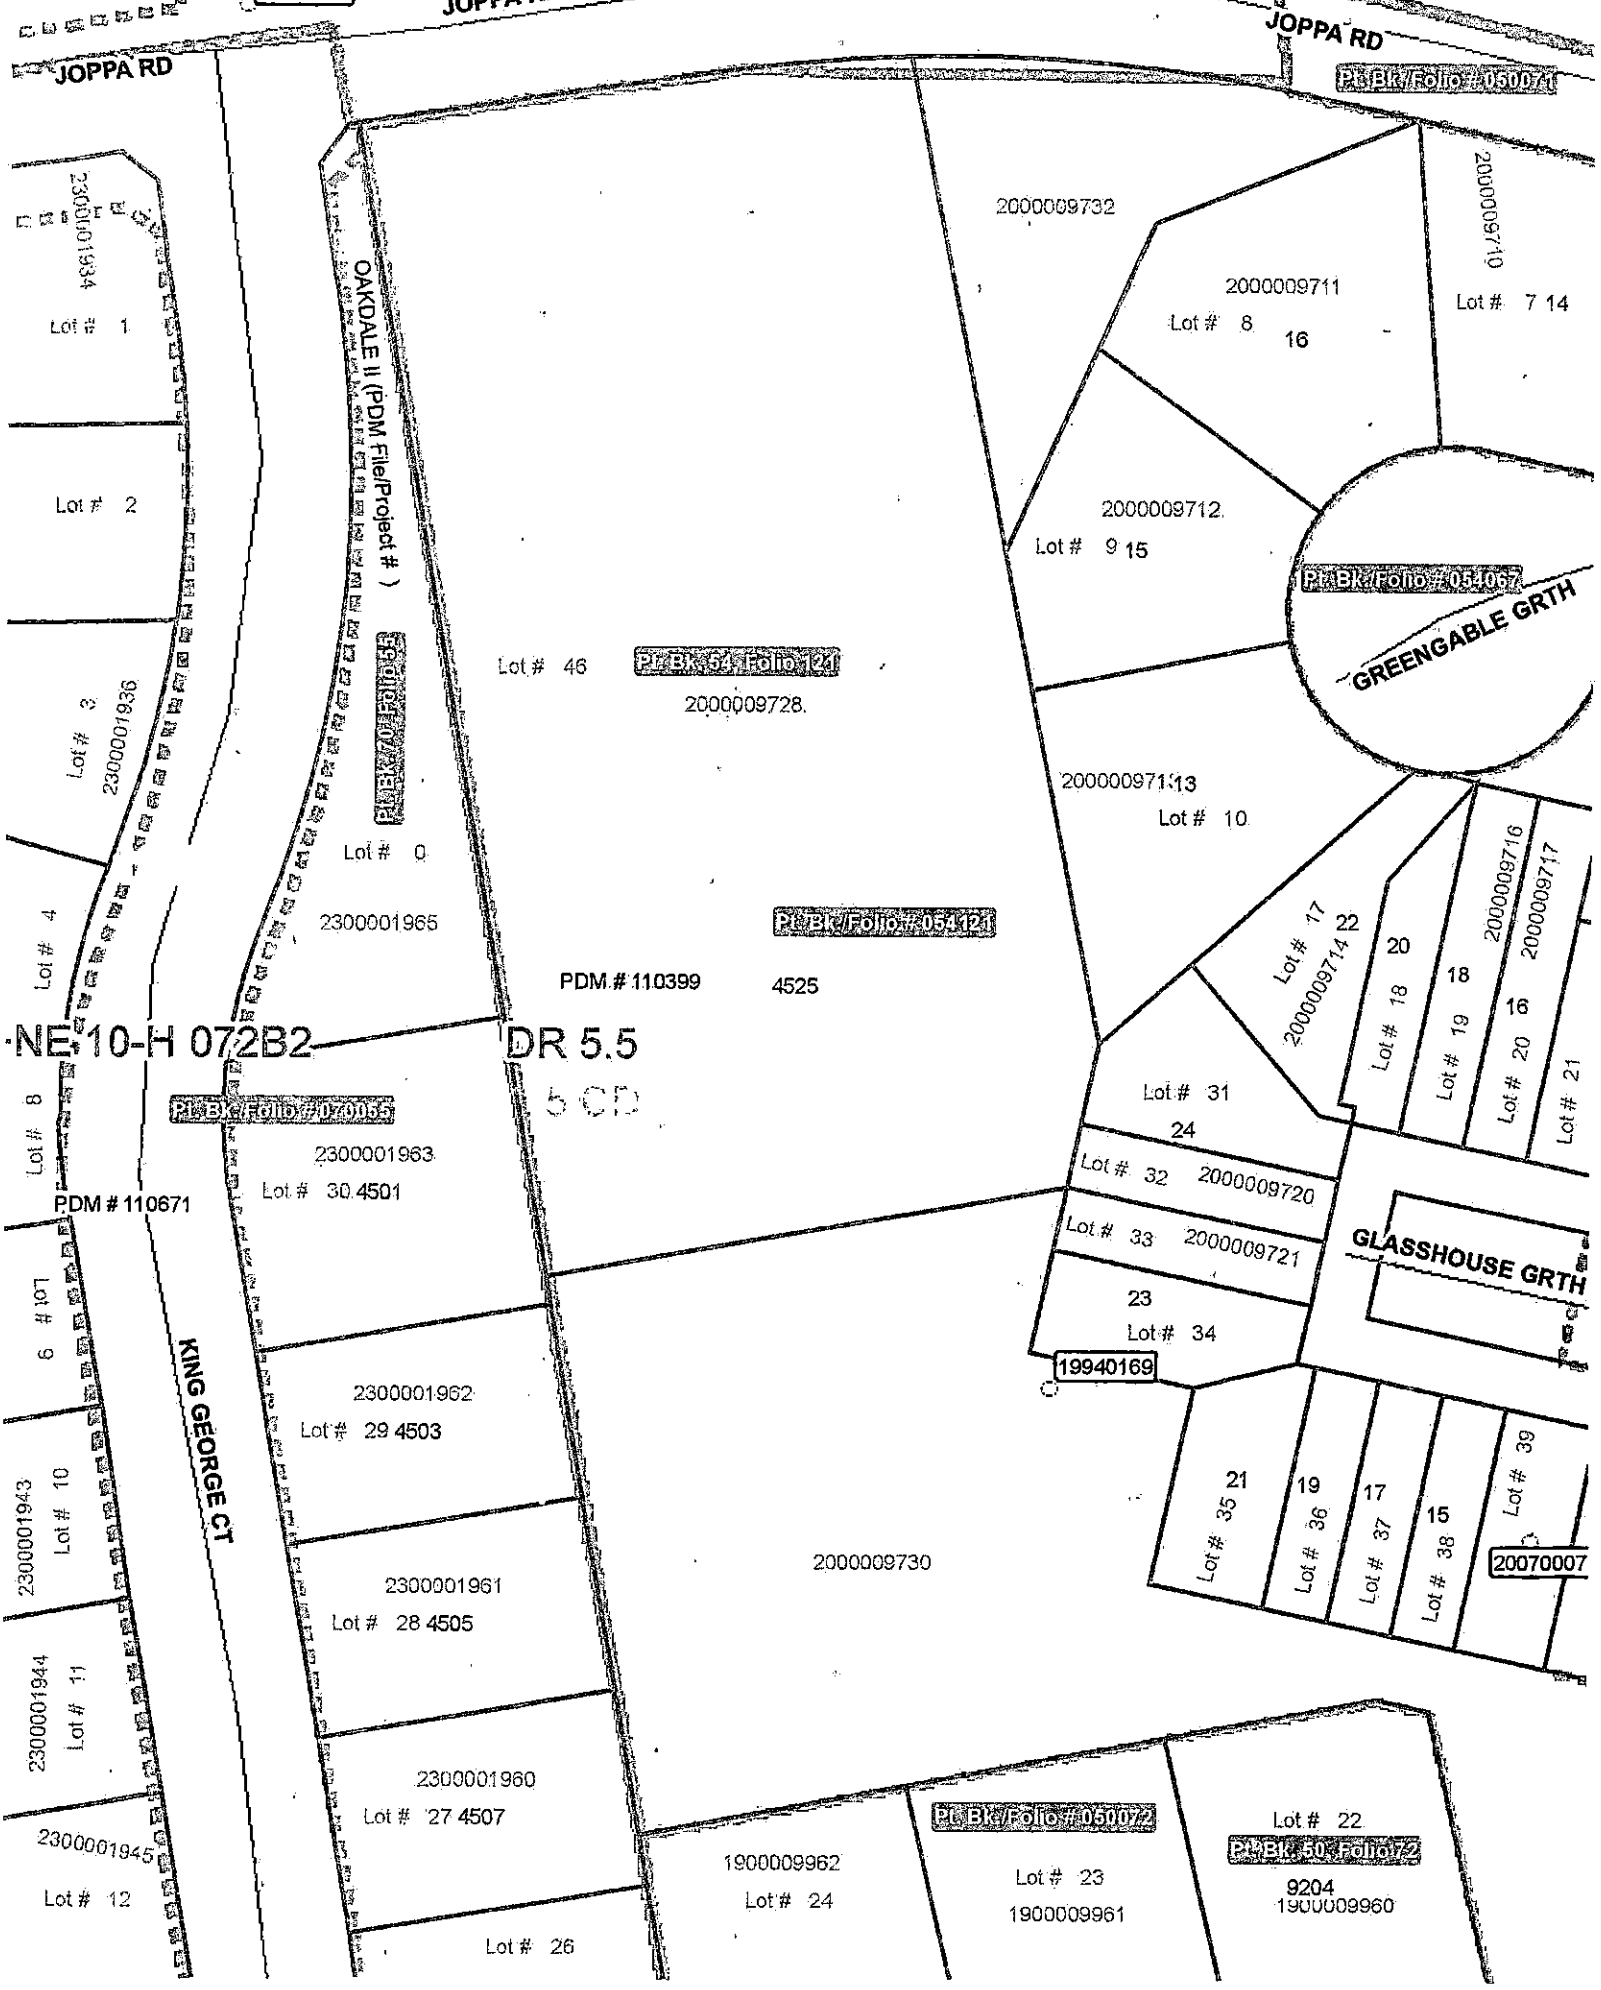 JOPPA RD
JOPPA RD
Pt. Bk./Folio # 050071
2300001934
Lot # 1
OAKDALE II (PDM File/Project # )
2000009732
2000009711
Lot # 8
16
2000009710
Lot # 7 14
Lot # 2
2000009712
Lot # 9 15
Pt. Bk./Folio # 054067
GREENGABLE GRTH
Lot # 3
2300001936
Pt. Bk. 70, Folio 55
Lot # 46
Pt. Bk. 54, Folio 121
2000009728
13
Lot # 10
Lot # 0
2300001965
Pt. Bk./Folio # 054121
PDM # 110399
4525
Lot # 4
Lot # 17
22
2000009714
20
Lot # 18
18
Lot # 19
2000009716
16
Lot # 20
2000009717
Lot # 21
NE 10-H 072B2
DR 5.5
5 CD
Lot # 8
Pt. Bk./Folio # 070055
2300001963
Lot # 30 4501
PDM # 110671
Lot # 31
24
Lot # 32 2000009720
Lot # 33 2000009721
23
Lot # 34
19940169
GLASSHOUSE GRTH
KING GEORGE CT
2300001962
Lot # 29 4503
2300001943
Lot # 10
2300001961
Lot # 28 4505
2000009730
21
Lot # 35
19
Lot # 36
17
Lot # 37
15
Lot # 38
Lot # 39
20070007
2300001944
Lot # 11
2300001960
Lot # 27 4507
2300001945
Lot # 12
Lot # 26
1900009962
Lot # 24
Pt. Bk./Folio # 050072
Lot # 23
1900009961
Lot # 22
Pt. Bk. 50, Folio 72
9204
1900009960